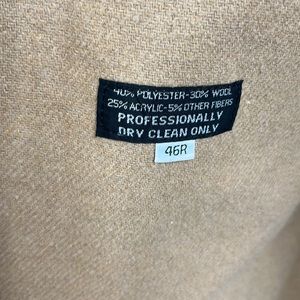 40% POLYESTER-30% WOOL
25% ACRYLIC-5% OTHER FIBERS
PROFESSIONALLY
DRY CLEAN ONLY
46R